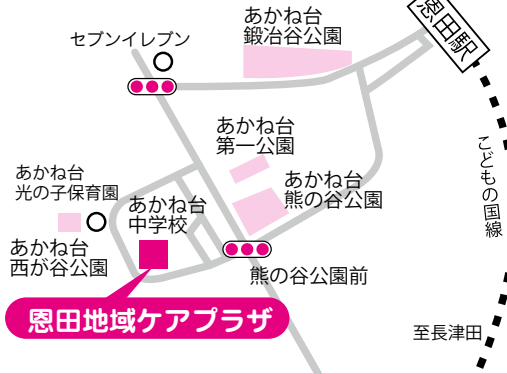 あかね台
鍛冶谷公園
恩田駅
セブンイレブン
あかね台
第一公園
こどもの国線
あかね台
光の子保育園
あかね台
中学校
あかね台
熊の谷公園
あかね台
西が谷公園
熊の谷公園前
恩田地域ケアプラザ
至長津田